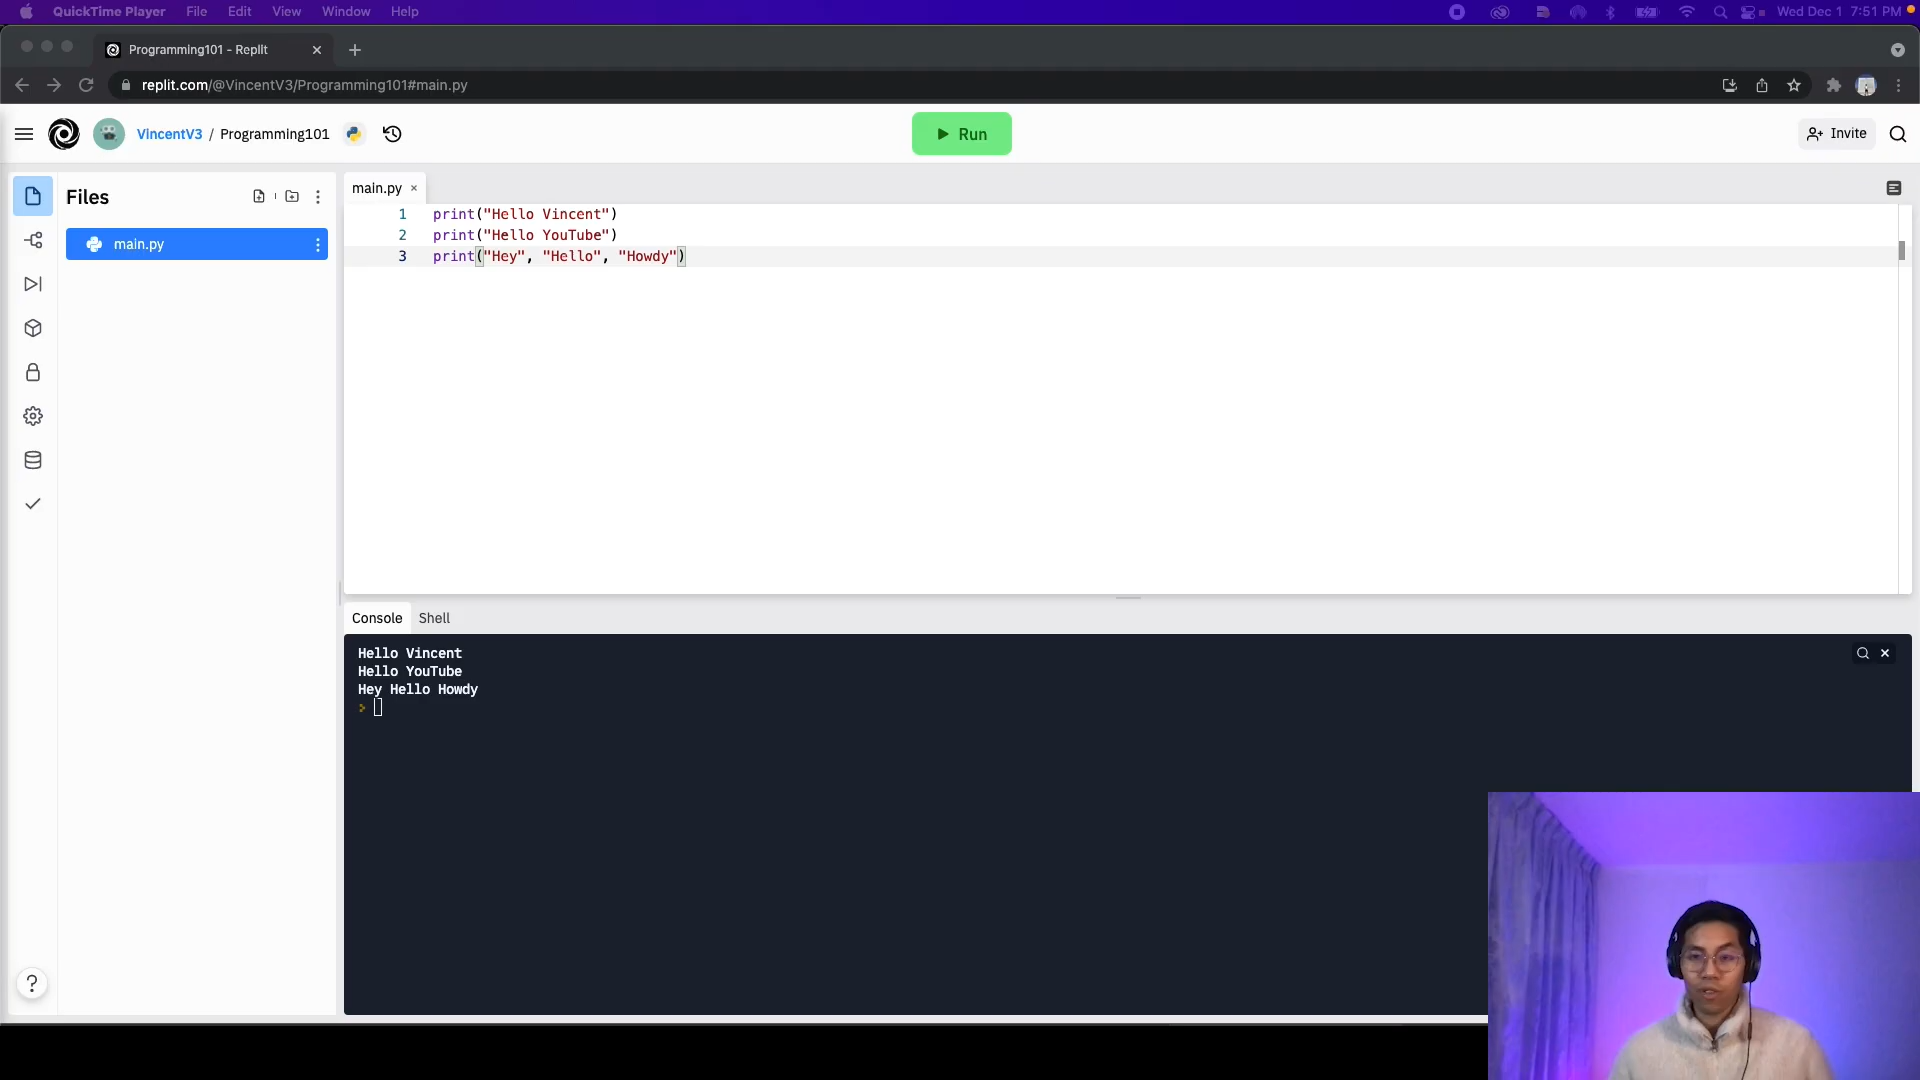 QuickTime Player File Edit View Window Help Wed Dec 1 7:51 PM
Programming101 - Replit
replit.com/@VincentV3/Programming101#main.py
VincentV3 / Programming101
Run
Invite
Files
main.py
main.py
1 print("Hello Vincent")
2 print("Hello YouTube")
3 print("Hey", "Hello", "Howdy")
Console Shell
Hello Vincent
Hello YouTube
Hey Hello Howdy
>
?